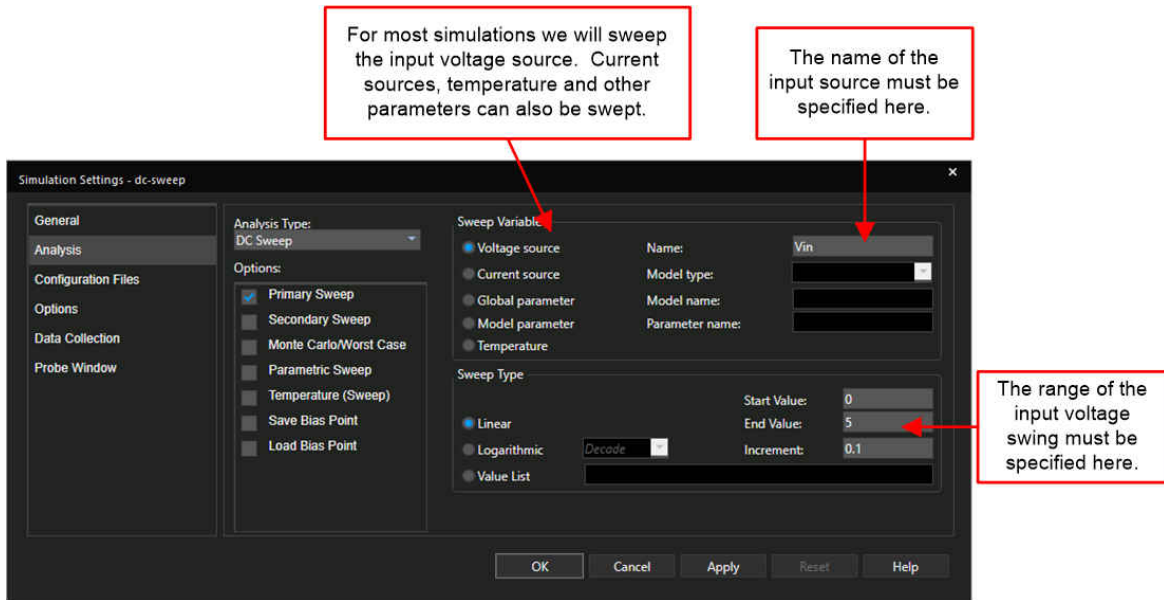 For most simulations we will sweep
the input voltage source. Current
sources, temperature and other
parameters can also be swept.
The name of the
input source must be
specified here.
Simulation Settings - dc-sweep
×
General
Analysis
Configuration Files
Options
Data Collection
Probe Window
Analysis Type:
DC Sweep
Options:
Primary Sweep
Secondary Sweep
Monte Carlo/Worst Case
Parametric Sweep
Temperature (Sweep)
Save Bias Point
Load Bias Point
Sweep Variable
Voltage source
Name:
Vin
Current source
Model type:
Global parameter
Model name:
Model parameter
Parameter name:
Temperature
Sweep Type
Start Value:
0
Linear
End Value:
5
Logarithmic
Decade
Increment:
0.1
Value List
The range of the
input voltage
swing must be
specified here.
OK
Cancel
Apply
Reset
Help